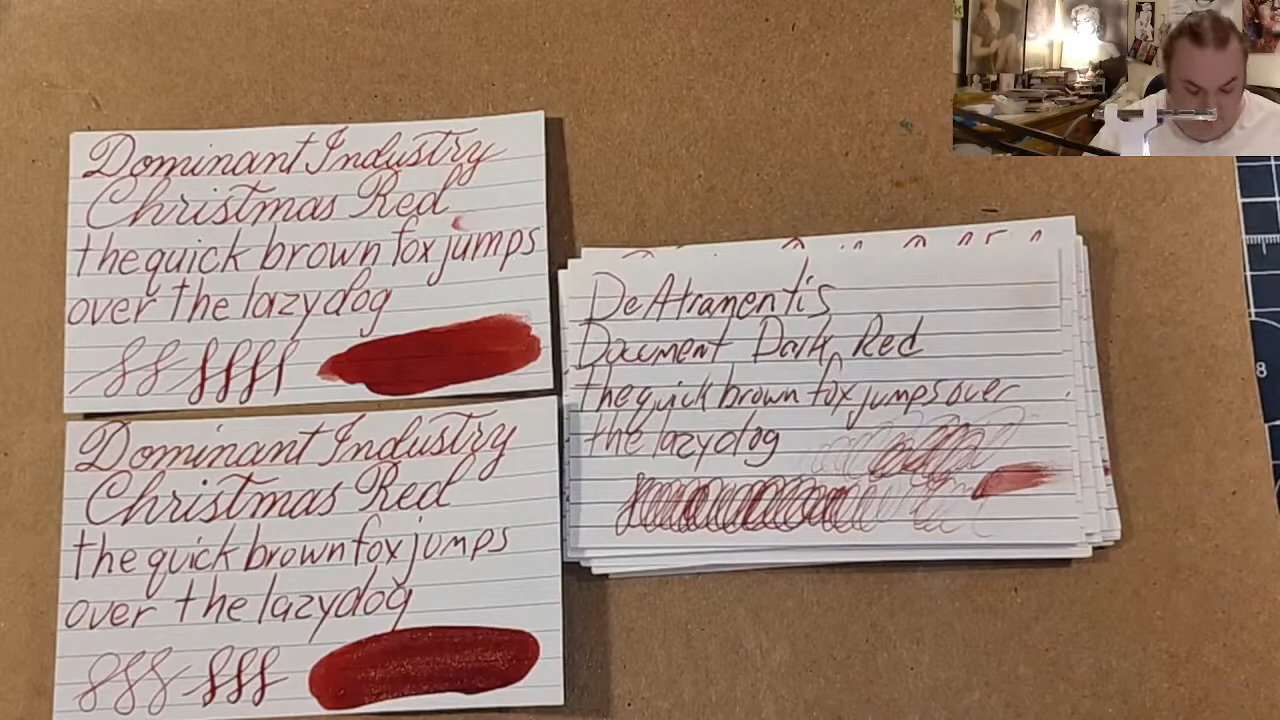 Dominant Industry
Christmas Red
the quick brown fox jumps
over the lazy dog
Dominant Industry
Christmas Red
the quick brown fox jumps
over the lazy dog
De Atramentis
Document Dark Red
the quick brown fox jumps over
the lazy dog
8